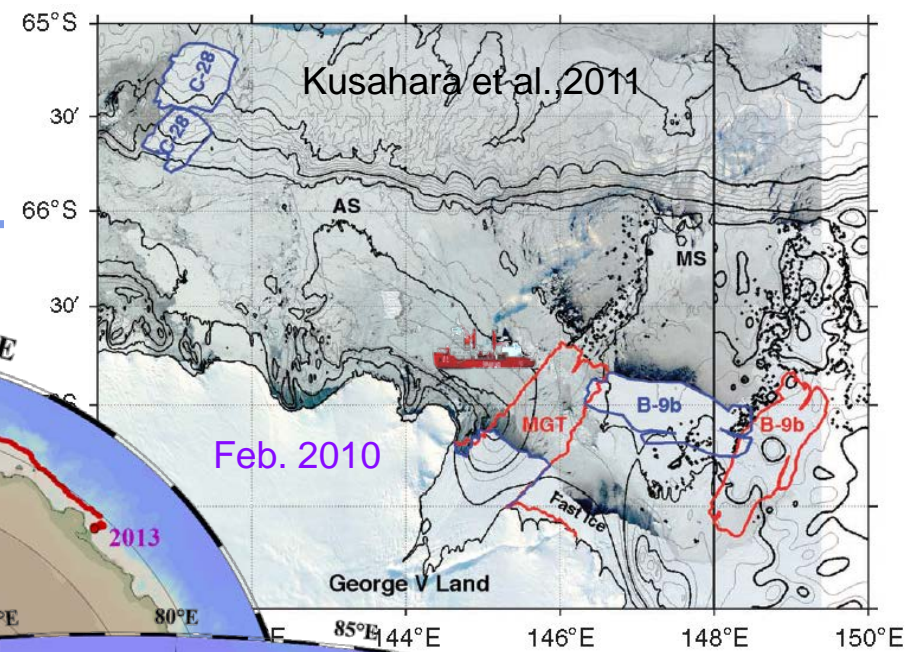 65°S
Kusahara et al.,2011
C-28
30′
C-28
66°S
AS
MS
30′
E
S
B-9b
MGT
B-9b
Feb. 2010
Fast Ice
2013
George V Land
°E
80°E
85°E
E
144°E
146°E
148°E
150°E